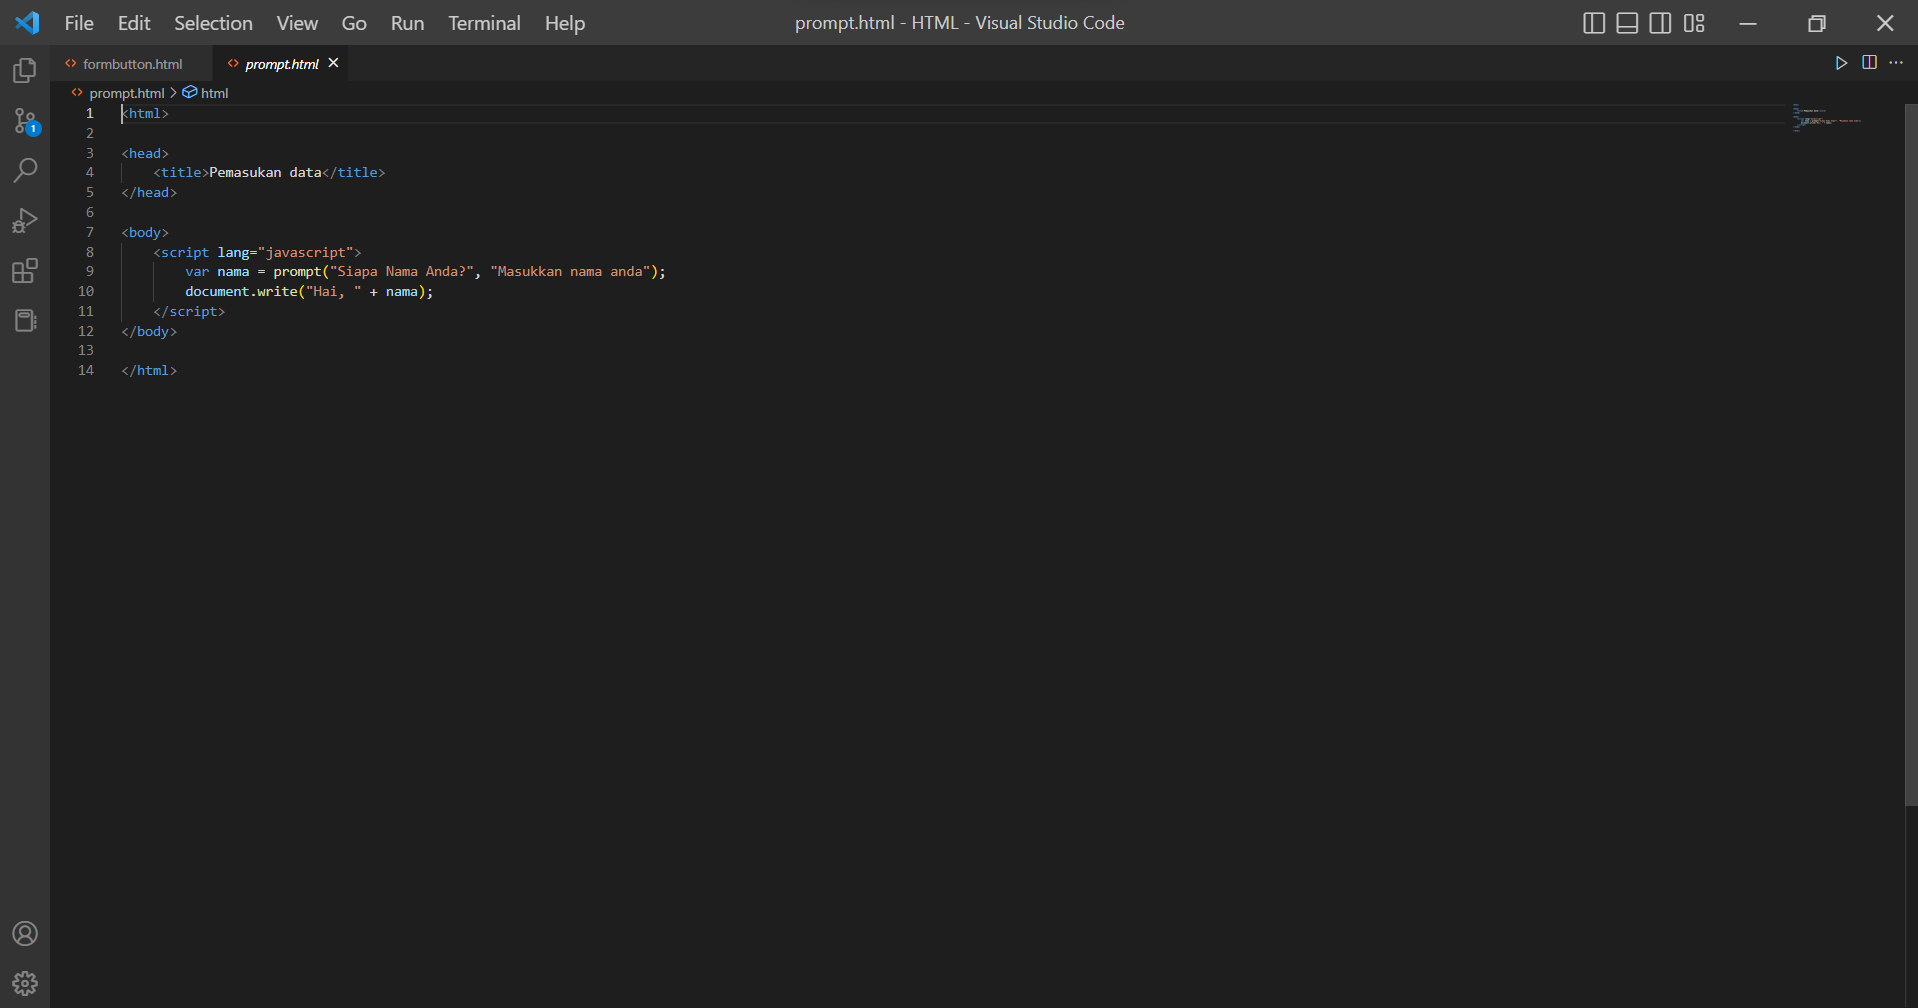 File Edit Selection View Go Run Terminal Help prompt.html - HTML - Visual Studio Code
formbutton.html prompt.html
prompt.html > html
1 <html>
2
3 <head>
4     <title>Pemasukan data</title>
5 </head>
6
7 <body>
8     <script lang="javascript">
9         var nama = prompt("Siapa Nama Anda?", "Masukkan nama anda");
10         document.write("Hai, " + nama);
11     </script>
12 </body>
13
14 </html>
1